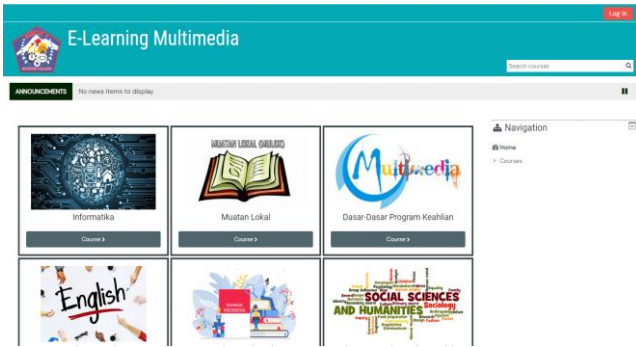 Log in
E-Learning Multimedia
Search courses
ANNOUNCEMENTS No news items to display
Navigation
Home
Courses
MUATAN LOKAL (MULOK)
Multimedia
Informatika
Muatan Lokal
Dasar-Dasar Program Keahlian
Course
Course
Course
English
BAHASA
INDONESIA
SOCIAL SCIENCES
AND HUMANITIES
Sociology